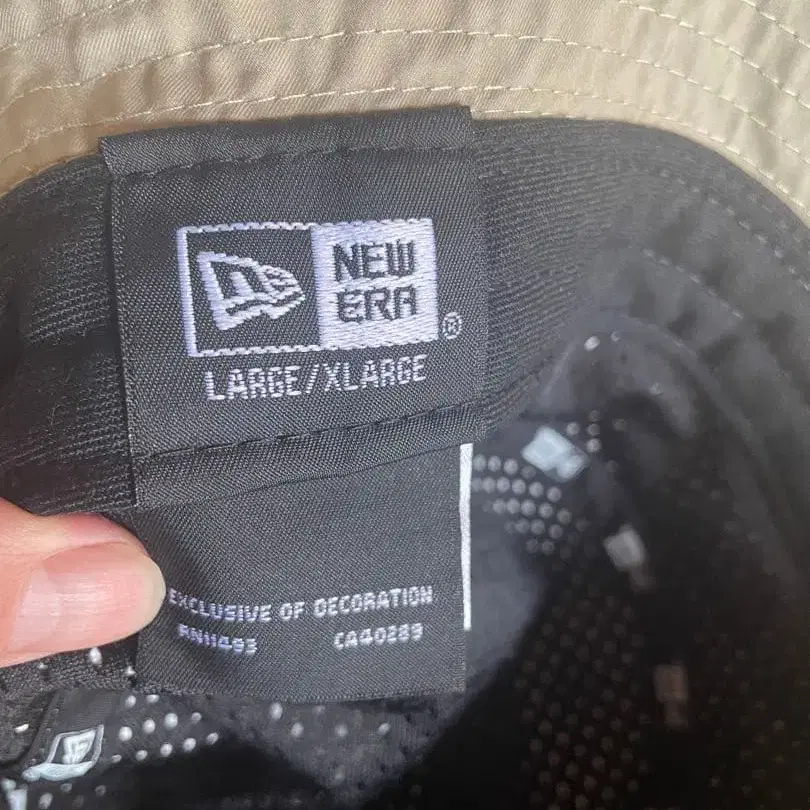 NEW
ERA®
LARGE/XLARGE
EXCLUSIVE OF DECORATION
RN11493 CA40289